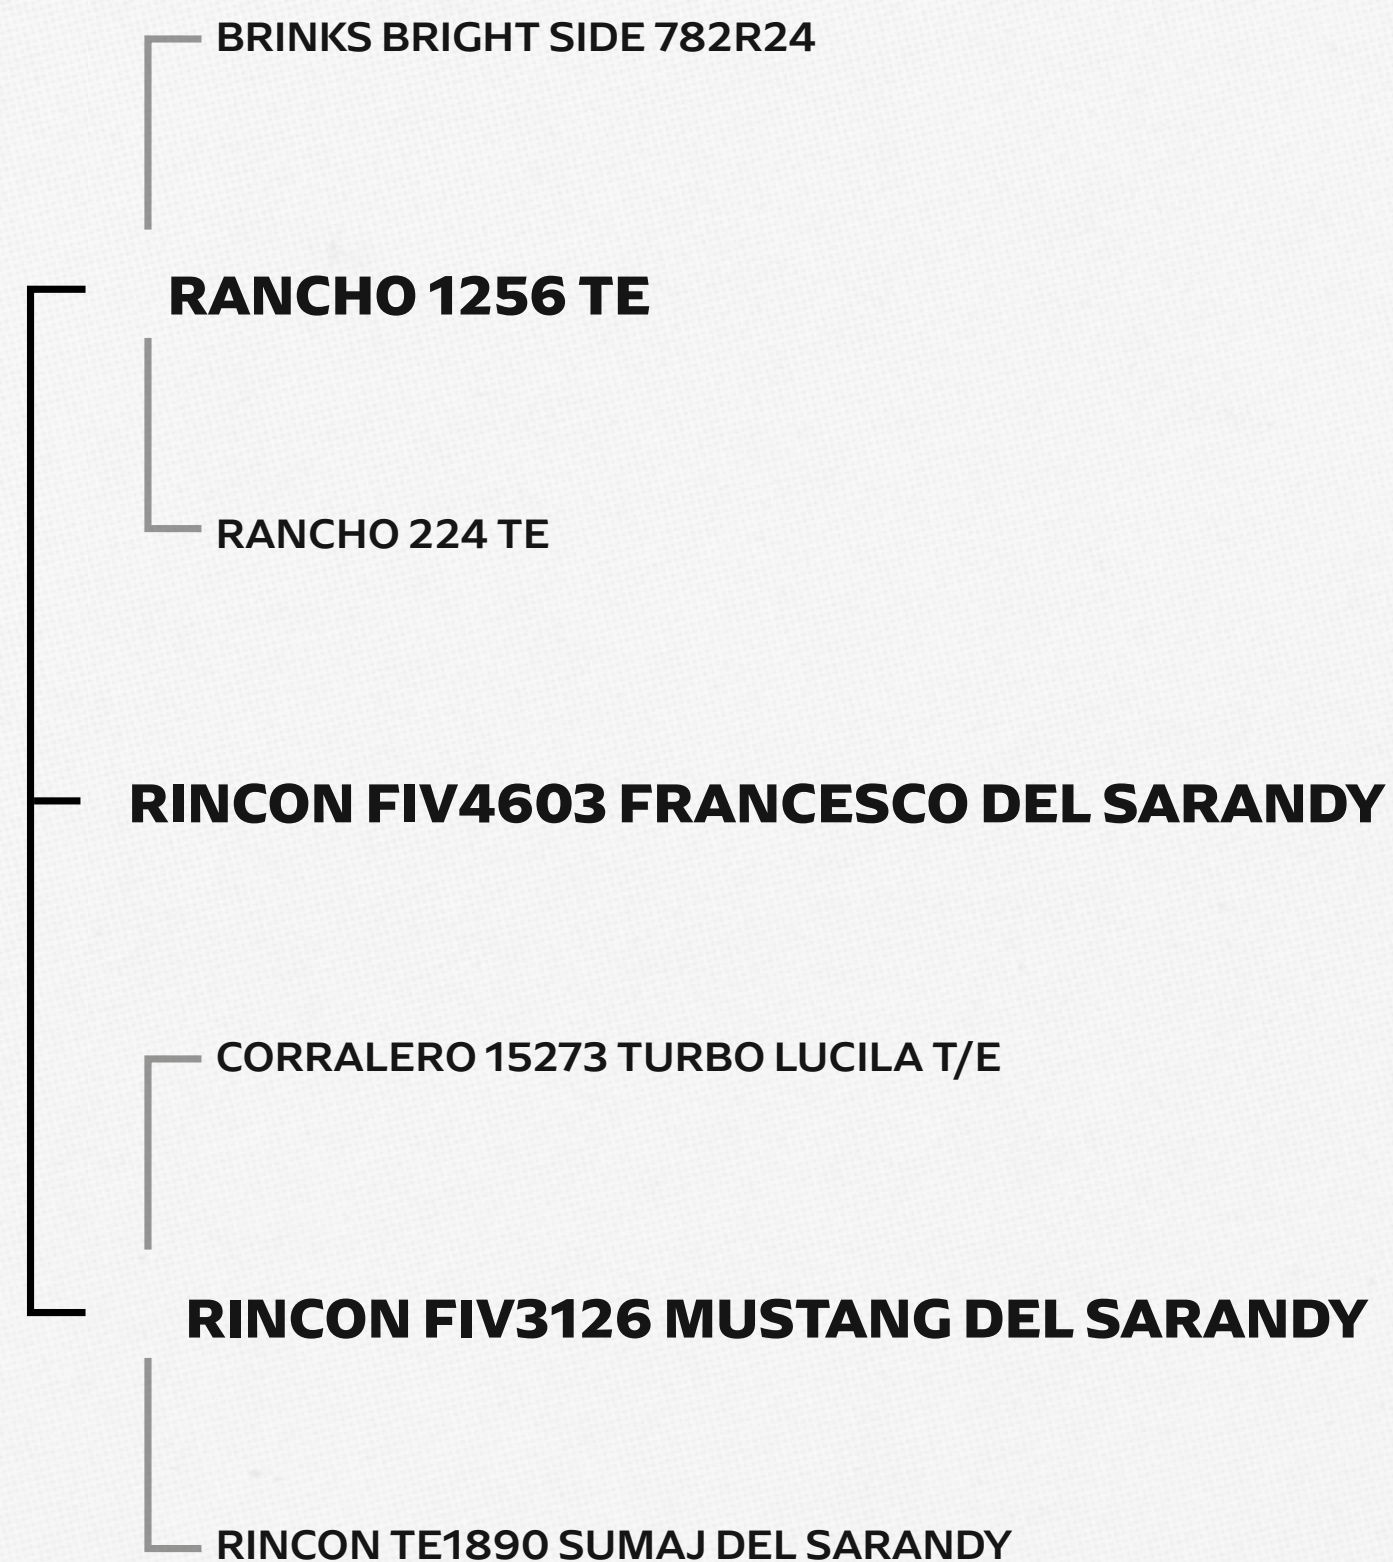 BRINKS BRIGHT SIDE 782R24
RANCHO 1256 TE
RANCHO 224 TE
RINCON FIV4603 FRANCESCO DEL SARANDY
CORRALERO 15273 TURBO LUCILA T/E
RINCON FIV3126 MUSTANG DEL SARANDY
RINCON TE1890 SUMAJ DEL SARANDY